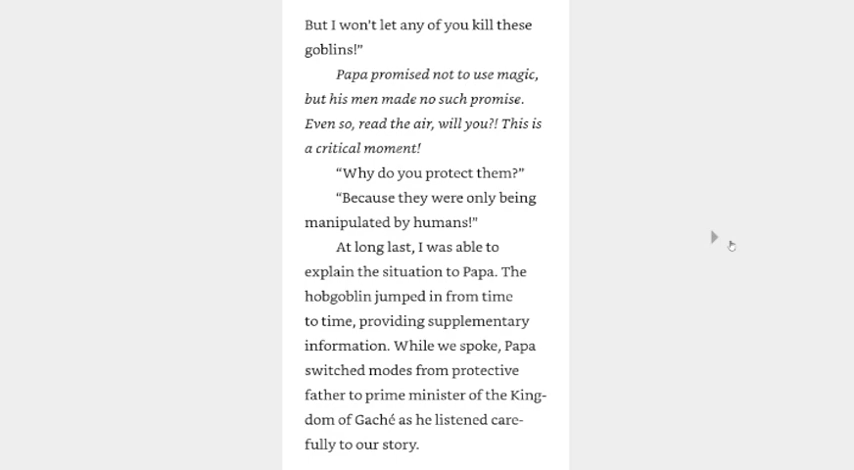 But I won't let any of you kill these
goblins!”
Papa promised not to use magic,
but his men made no such promise.
Even so, read the air, will you?! This is
a critical moment!
“Why do you protect them?”
“Because they were only being
manipulated by humans!”
At long last, I was able to
explain the situation to Papa. The
hobgoblin jumped in from time
to time, providing supplementary
information. While we spoke, Papa
switched modes from protective
father to prime minister of the King-
dom of Gaché as he listened care-
fully to our story.